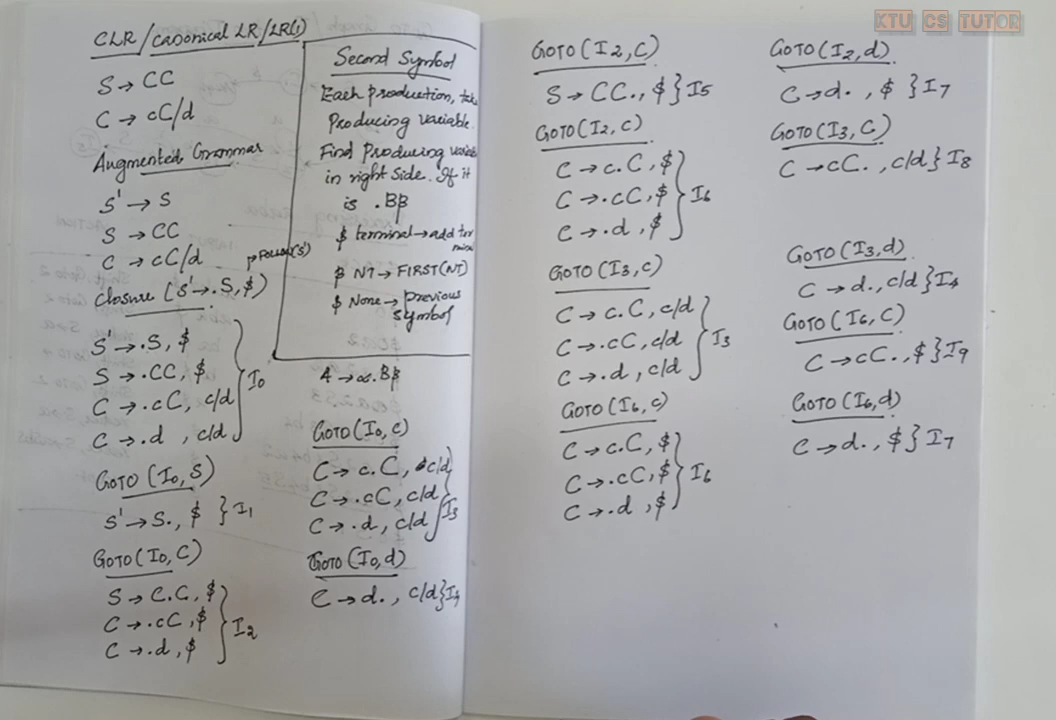 KTU CS TUTOR
CLR/canonical LR/LR(1)
S → CC
C → cC/d
Augmented Grammar
S' → S
S → CC
C → cC/d
Follow(S')
Closure (S' → .S, $)
S' → .S, $
S → .CC, $
C → .cC, c/d
C → .d , c/d
I0
GOTO (I0, S)
S' → S., $ } I1
GOTO (I0, C)
S → C.C, $
C → .cC, $
C → .d, $
I2
Second Symbol
Each production, take
Producing variable.
Find Producing variable
in right side. If it
is .Bβ
β terminal → add terminal
β NT → FIRST(NT)
β None → Previous
symbol
A → α.Bβ
GOTO (I0, c)
C → c.C, c/d
C → .cC, c/d
C → .d, c/d
I3
GOTO (I0, d)
C → d. , c/d } I4
GOTO (I2, C)
S → CC., $ } I5
GOTO (I2, c)
C → c.C, $
C → .cC, $
C → .d, $
I6
GOTO (I3, c)
C → c.C, c/d
C → .cC, c/d
C → .d, c/d
I3
GOTO (I6, c)
C → c.C, $
C → .cC, $
C → .d, $
I6
GOTO (I2, d)
C → d. , $ } I7
GOTO (I3, C)
C → cC. , c/d } I8
GOTO (I3, d)
C → d., c/d } I4
GOTO (I6, C)
C → cC. , $ } I9
GOTO (I6, d)
C → d. , $ } I7